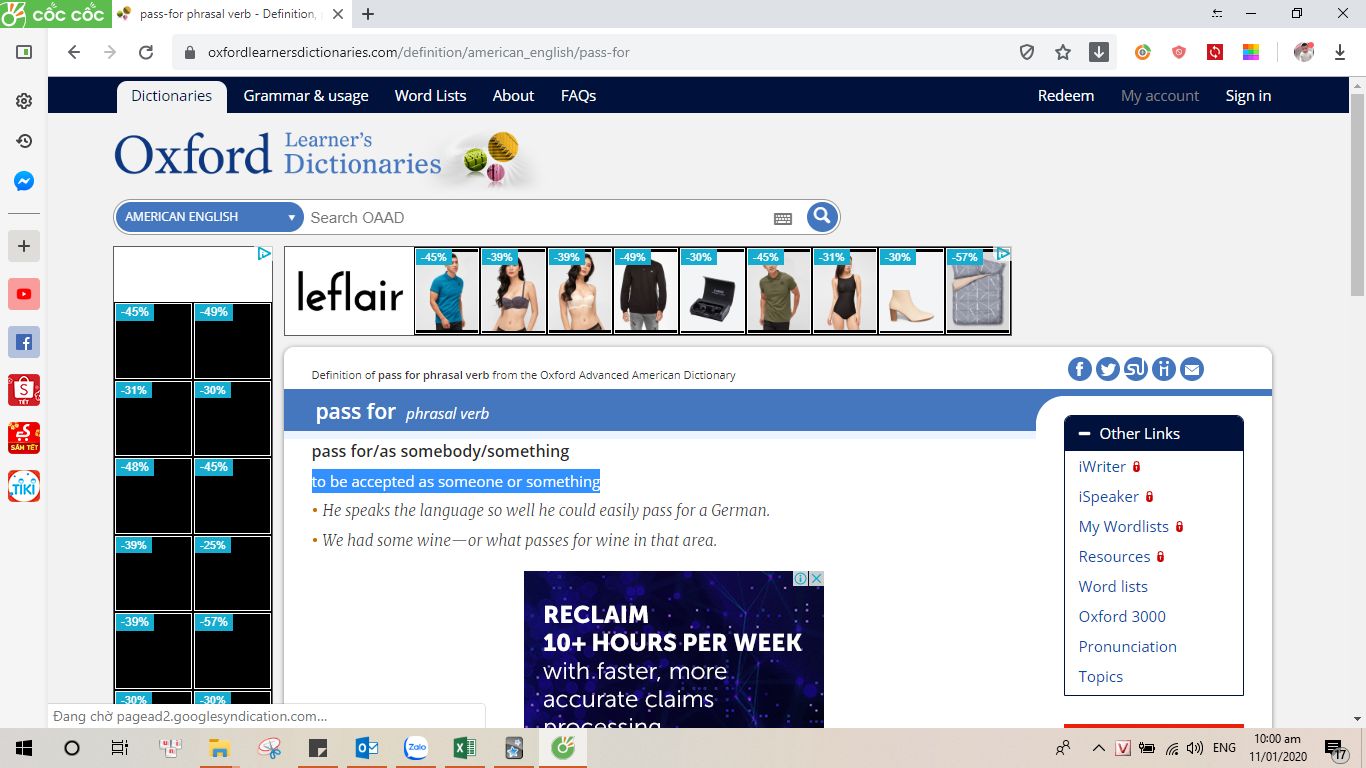 cốc cốc
pass-for phrasal verb - Definition,
oxfordlearnersdictionaries.com/definition/american_english/pass-for
Dictionaries Grammar & usage Word Lists About FAQs Redeem My account Sign in
Oxford Learner's Dictionaries
AMERICAN ENGLISH Search OAAD
leflair -45% -39% -39% -49% -30% -45% -31% -30% -57%
-45% -49%
-31% -30%
-48% -45%
-39% -25%
-39% -57%
-30% -30%
Definition of pass for phrasal verb from the Oxford Advanced American Dictionary
pass for phrasal verb
pass for/as somebody/something
to be accepted as someone or something
• He speaks the language so well he could easily pass for a German.
• We had some wine—or what passes for wine in that area.
RECLAIM
10+ HOURS PER WEEK
with faster, more
accurate claims
processing
Other Links
iWriter
iSpeaker
My Wordlists
Resources
Word lists
Oxford 3000
Pronunciation
Topics
TẾT
SĂM TẾT
TIKI
Đang chờ pagead2.googlesyndication.com...
Zalo
ENG
10:00 am
11/01/2020
17